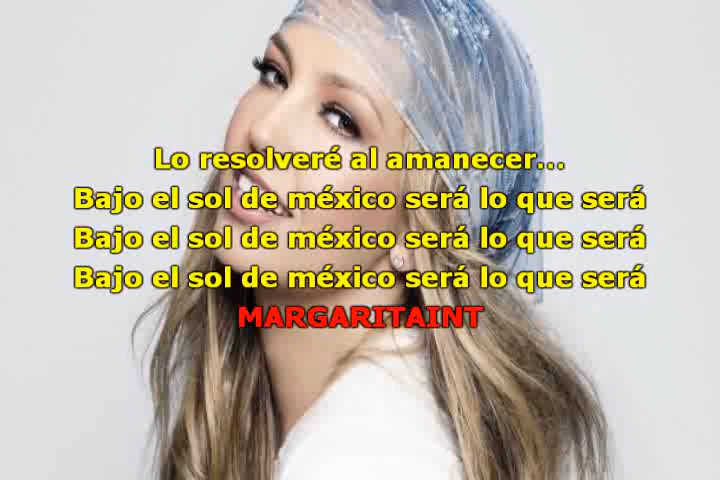 Lo resolveré al amanecer...
Bajo el sol de méxico será lo que será
Bajo el sol de méxico será lo que será
Bajo el sol de méxico será lo que será
MARGARITAINT